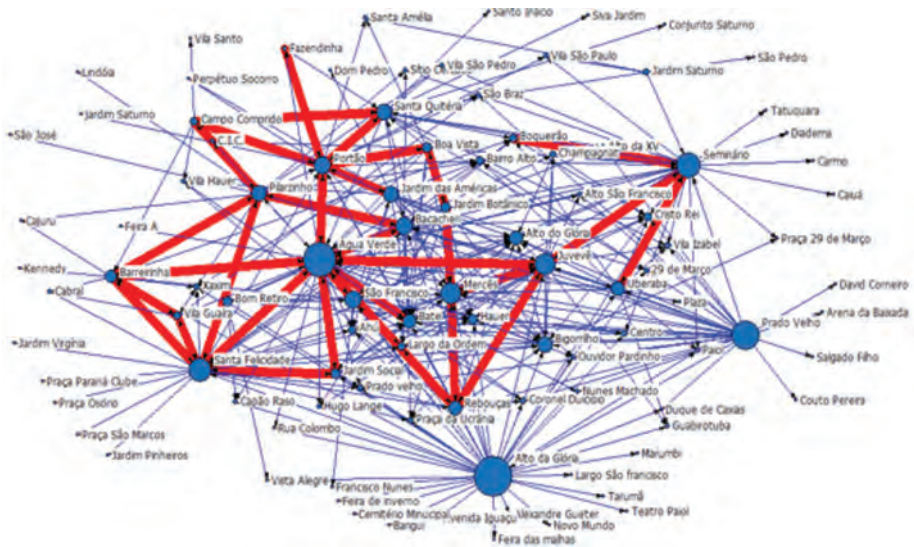 Santa Amélia
Santo Inácio
Siva Jardim
Conjunto Saturno
Vila Santo
Fazendinha
Vila São Paulo
São Pedro
Lindóia
Perpétuo Socorro
Dom Pedro
Vila São Pedro
Jardim Saturno
São Braz
Jardim Saturno
Santa Quitéria
Tatuquara
Campo Comprido
Boqueirão
Alto da XV
Diadema
São José
C.I.C.
Boa Vista
Portão
Barro Alto
Champagnat
Seminário
Carmo
Vila Hauer
Pilarzinho
Jardim das Américas
Alto São Francisco
Cauá
Jardim Botânico
Cajuru
Feira A
Bacacheri
Cristo Rei
Alto do Glória
Praça 29 de Março
Água Verde
Vila Izabel
Juvevê
Kennedy
Barreirinha
29 de Março
Cabral
Xaxim
São Francisco
Mercês
Uberaba
David Corneiro
Bom Retiro
Plaza
Vila Guaira
Batel
Hauer
Arena da Baixada
Ahú
Centro
Prado Velho
Jardim Virgínia
Largo da Ordem
Bigorrilho
Paiol
Santa Felicidade
Ouvidor Pardinho
Salgado Filho
Jardim Social
Praça Paraná Clube
Prado velho
Nunes Machado
Capão Raso
Hugo Lange
Rebouças
Coronel Dulcidio
Couto Pereira
Praça Osório
Praça da Ucrânia
Duque de Caxias
Rua Colombo
Guabirotuba
Praça São Marcos
Jardim Pinheiros
Alto da Glória
Marumbi
Largo São francisco
Vista Alegre
Francisco Nunes
Tarumã
Feira de inverno
Cemitério Minucipal
Avenida Iguaçu
Alexandre Gueter
Teatro Paiol
Bangui
Novo Mundo
Feira das malhas